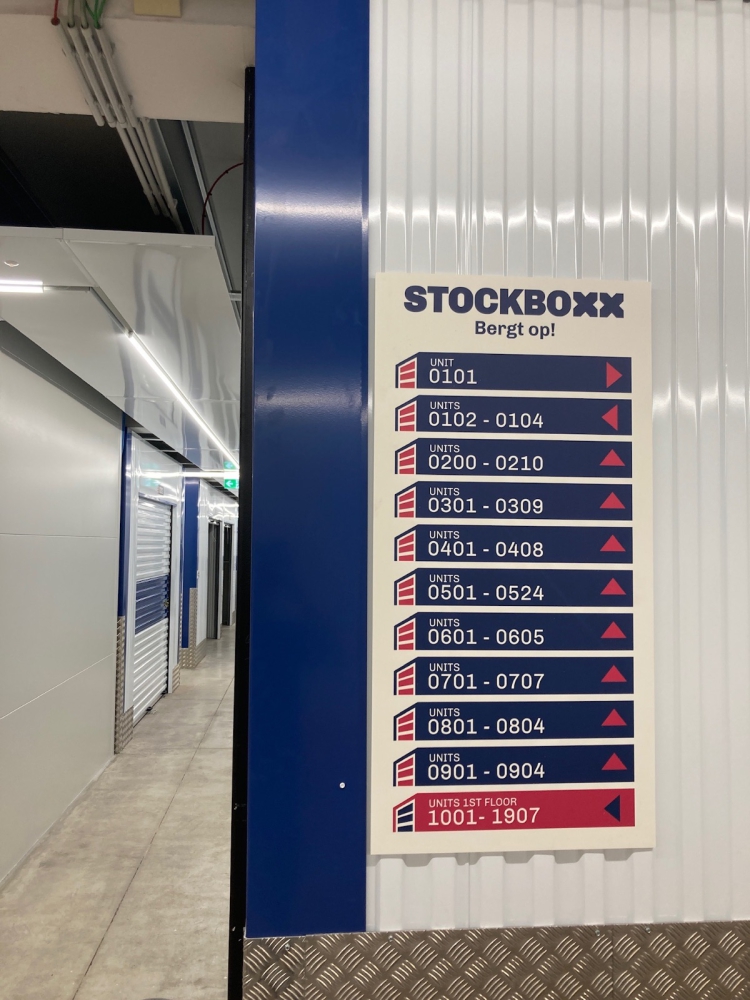 STOCKBOXX
Bergt op!
UNIT
0101
UNITS
0102 - 0104
UNITS
0200 - 0210
UNITS
0301 - 0309
UNITS
0401 - 0408
UNITS
0501 - 0524
UNITS
0601 - 0605
UNITS
0701 - 0707
UNITS
0801 - 0804
UNITS
0901 - 0904
UNITS 1ST FLOOR
1001- 1907